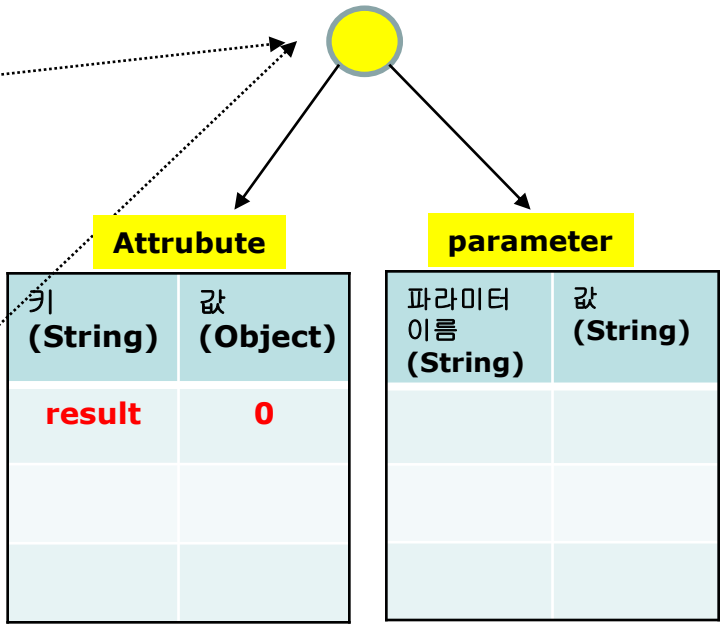 Attrubute
parameter
키
(String)
값
(Object)
result
0
파라미터
이름
(String)
값
(String)